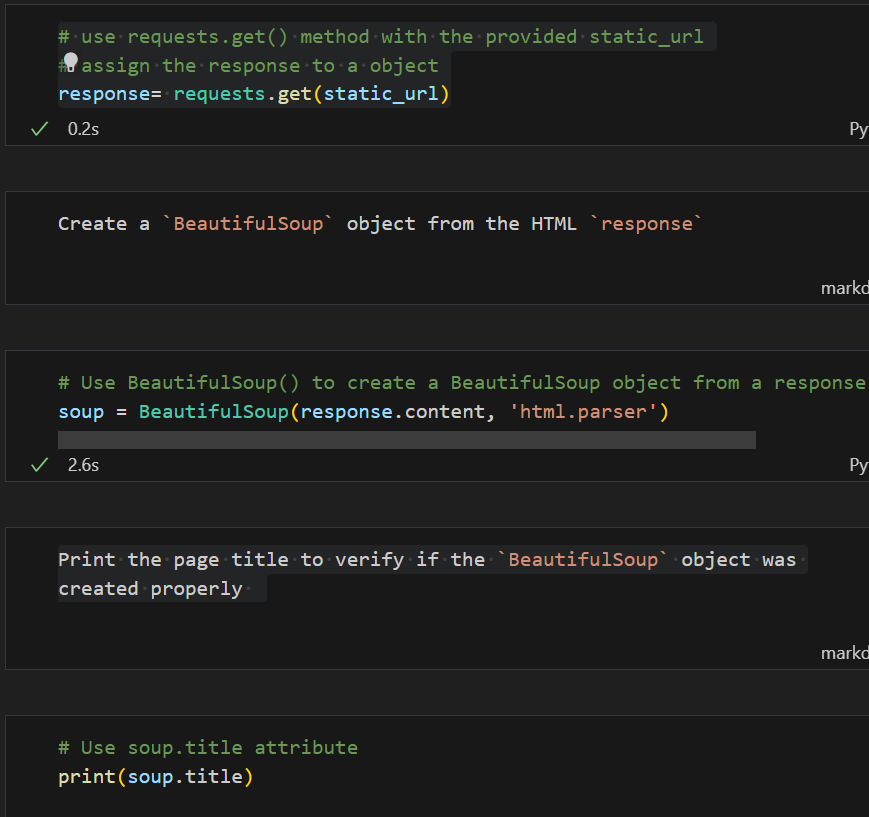 # use requests.get() method with the provided static_url
# assign the response to a object
response= requests.get(static_url)
0.2s
Py
Create a `BeautifulSoup` object from the HTML `response`
markd
# Use BeautifulSoup() to create a BeautifulSoup object from a response
soup = BeautifulSoup(response.content, 'html.parser')
2.6s
Py
Print the page title to verify if the `BeautifulSoup` object was
created properly
markd
# Use soup.title attribute
print(soup.title)